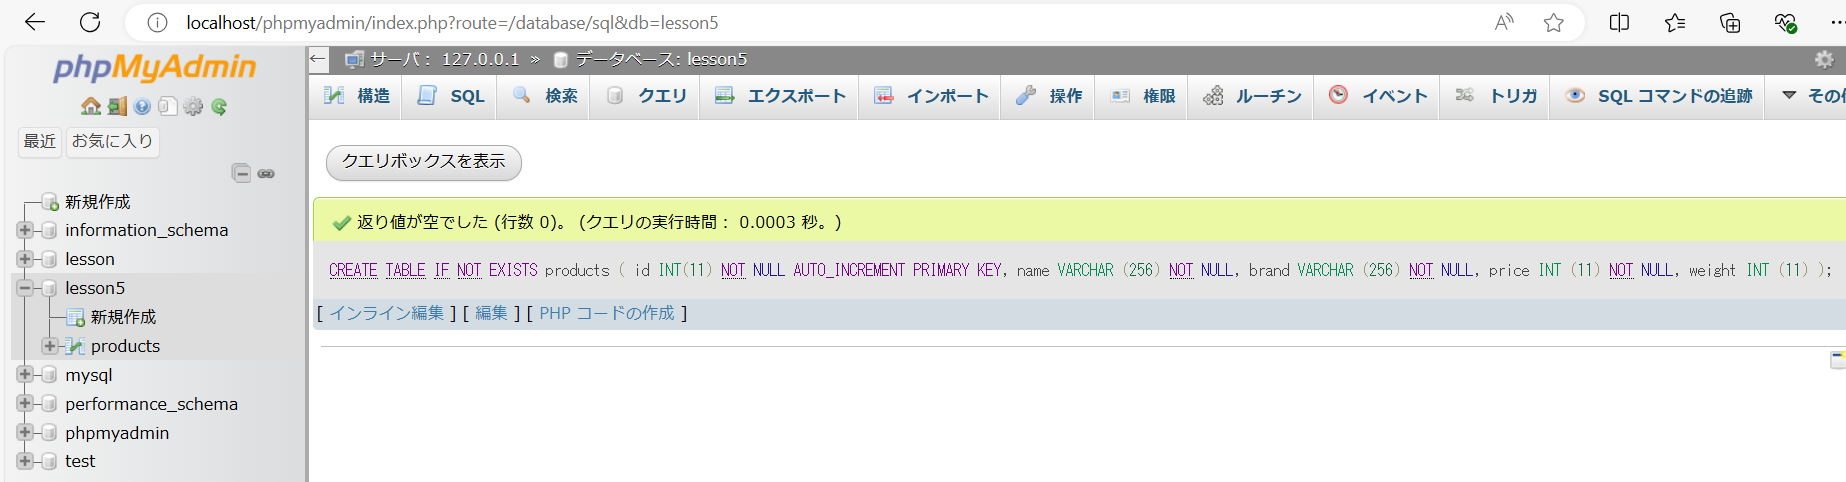 localhost/phpmyadmin/index.php?route=/database/sql&db=lesson5
phpMyAdmin
最近 お気に入り
新規作成
information_schema
lesson
lesson5
新規作成
products
mysql
performance_schema
phpmyadmin
test
サーバ: 127.0.0.1 » データベース: lesson5
構造 SQL 検索 クエリ エクスポート インポート 操作 権限 ルーチン イベント トリガ SQL コマンドの追跡 その
クエリボックスを表示
返り値が空でした (行数 0)。 (クエリの実行時間: 0.0003 秒。)
CREATE TABLE IF NOT EXISTS products ( id INT(11) NOT NULL AUTO_INCREMENT PRIMARY KEY, name VARCHAR (256) NOT NULL, brand VARCHAR (256) NOT NULL, price INT (11) NOT NULL, weight INT (11) );
[ インライン編集 ] [ 編集 ] [ PHP コードの作成 ]